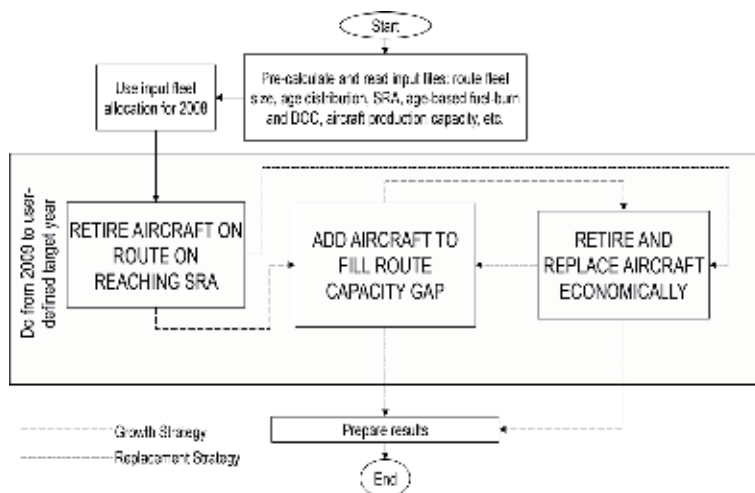 Start
Pre-calculate and read input files: route fleet
size, age distribution, SRA, age-based fuel-burn
and DOC, aircraft production capacity, etc.
Use input fleet
allocation for 2008
Do from 2009 to user-
defined target year
RETIRE AIRCRAFT ON
ROUTE ON
REACHING SRA
ADD AIRCRAFT TO
FILL ROUTE
CAPACITY GAP
RETIRE AND
REPLACE AIRCRAFT
ECONOMICALLY
Growth Strategy
Replacement Strategy
Prepare results
End